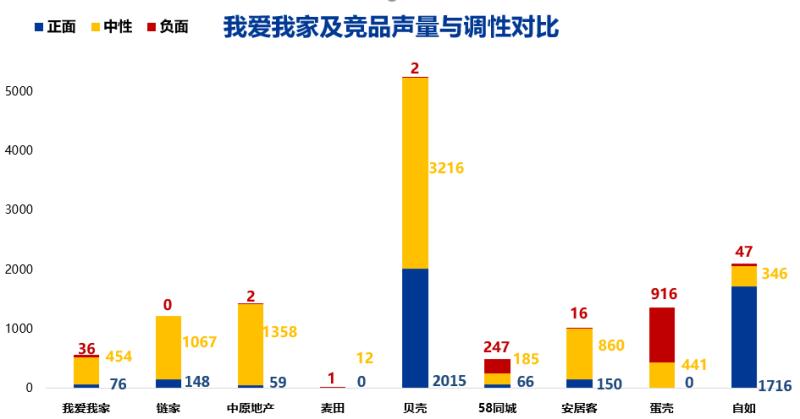 我爱我家及竞品声量与调性对比
正面 中性 负面
5000
4000
3000
2000
1000
0
36 454 76
0 1067 148
2 1358 59
1 12 0
2 3216 2015
247 185 66
16 860 150
916 441 0
47 346 1716
我爱我家 链家 中原地产 麦田 贝壳 58同城 安居客 蛋壳 自如